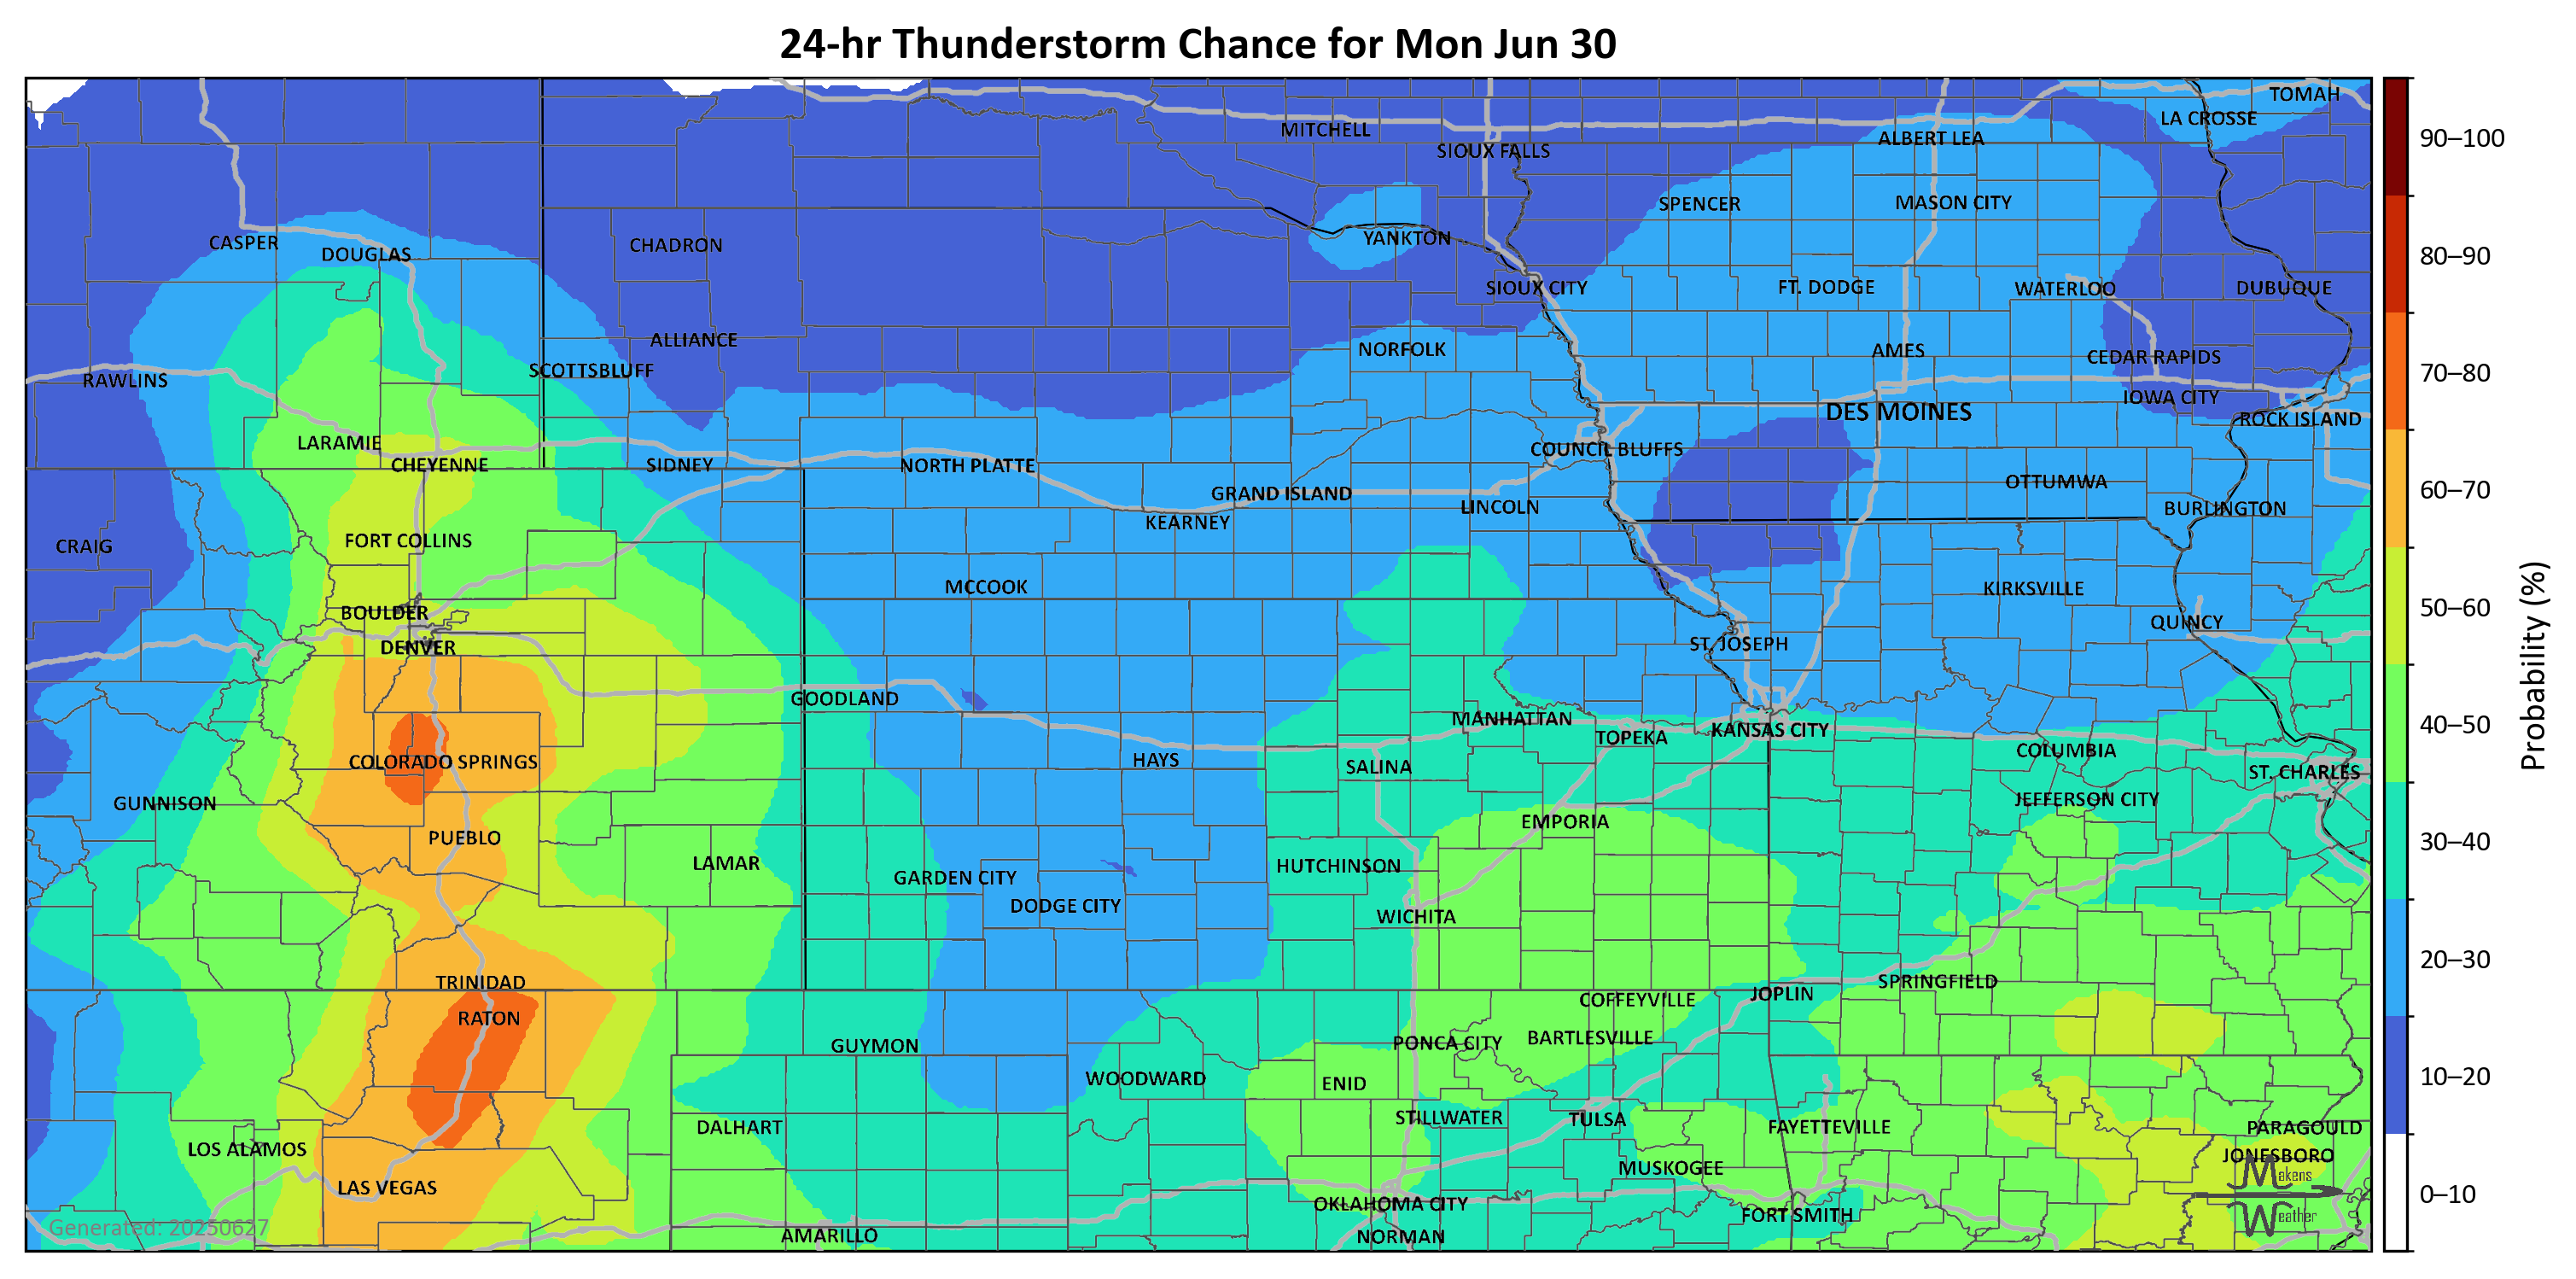 24-hr Thunderstorm Chance for Mon Jun 30
TOMAH
LA CROSSE
MITCHELL
ALBERT LEA
SIOUX FALLS
MASON CITY
SPENCER
YANKTON
CASPER
CHADRON
DOUGLAS
SIOUX CITY
FT. DODGE
WATERLOO
DUBUQUE
ALLIANCE
NORFOLK
AMES
CEDAR RAPIDS
SCOTTSBLUFF
RAWLINS
IOWA CITY
DES MOINES
ROCK ISLAND
LARAMIE
COUNCIL BLUFFS
CHEYENNE
SIDNEY
NORTH PLATTE
OTTUMWA
GRAND ISLAND
LINCOLN
BURLINGTON
KEARNEY
FORT COLLINS
CRAIG
MCCOOK
KIRKSVILLE
BOULDER
QUINCY
DENVER
ST. JOSEPH
GOODLAND
MANHATTAN
KANSAS CITY
TOPEKA
COLUMBIA
COLORADO SPRINGS
HAYS
SALINA
ST. CHARLES
GUNNISON
JEFFERSON CITY
EMPORIA
PUEBLO
LAMAR
HUTCHINSON
GARDEN CITY
DODGE CITY
WICHITA
TRINIDAD
SPRINGFIELD
JOPLIN
COFFEYVILLE
RATON
BARTLESVILLE
PONCA CITY
GUYMON
WOODWARD
ENID
STILLWATER
TULSA
DALHART
FAYETTEVILLE
PARAGOULD
LOS ALAMOS
JONESBORO
MUSKOGEE
LAS VEGAS
OKLAHOMA CITY
FORT SMITH
AMARILLO
NORMAN
Generated: 20250627
Makens
Weather
90–100
80–90
70–80
60–70
50–60
40–50
30–40
20–30
10–20
0–10
Probability (%)